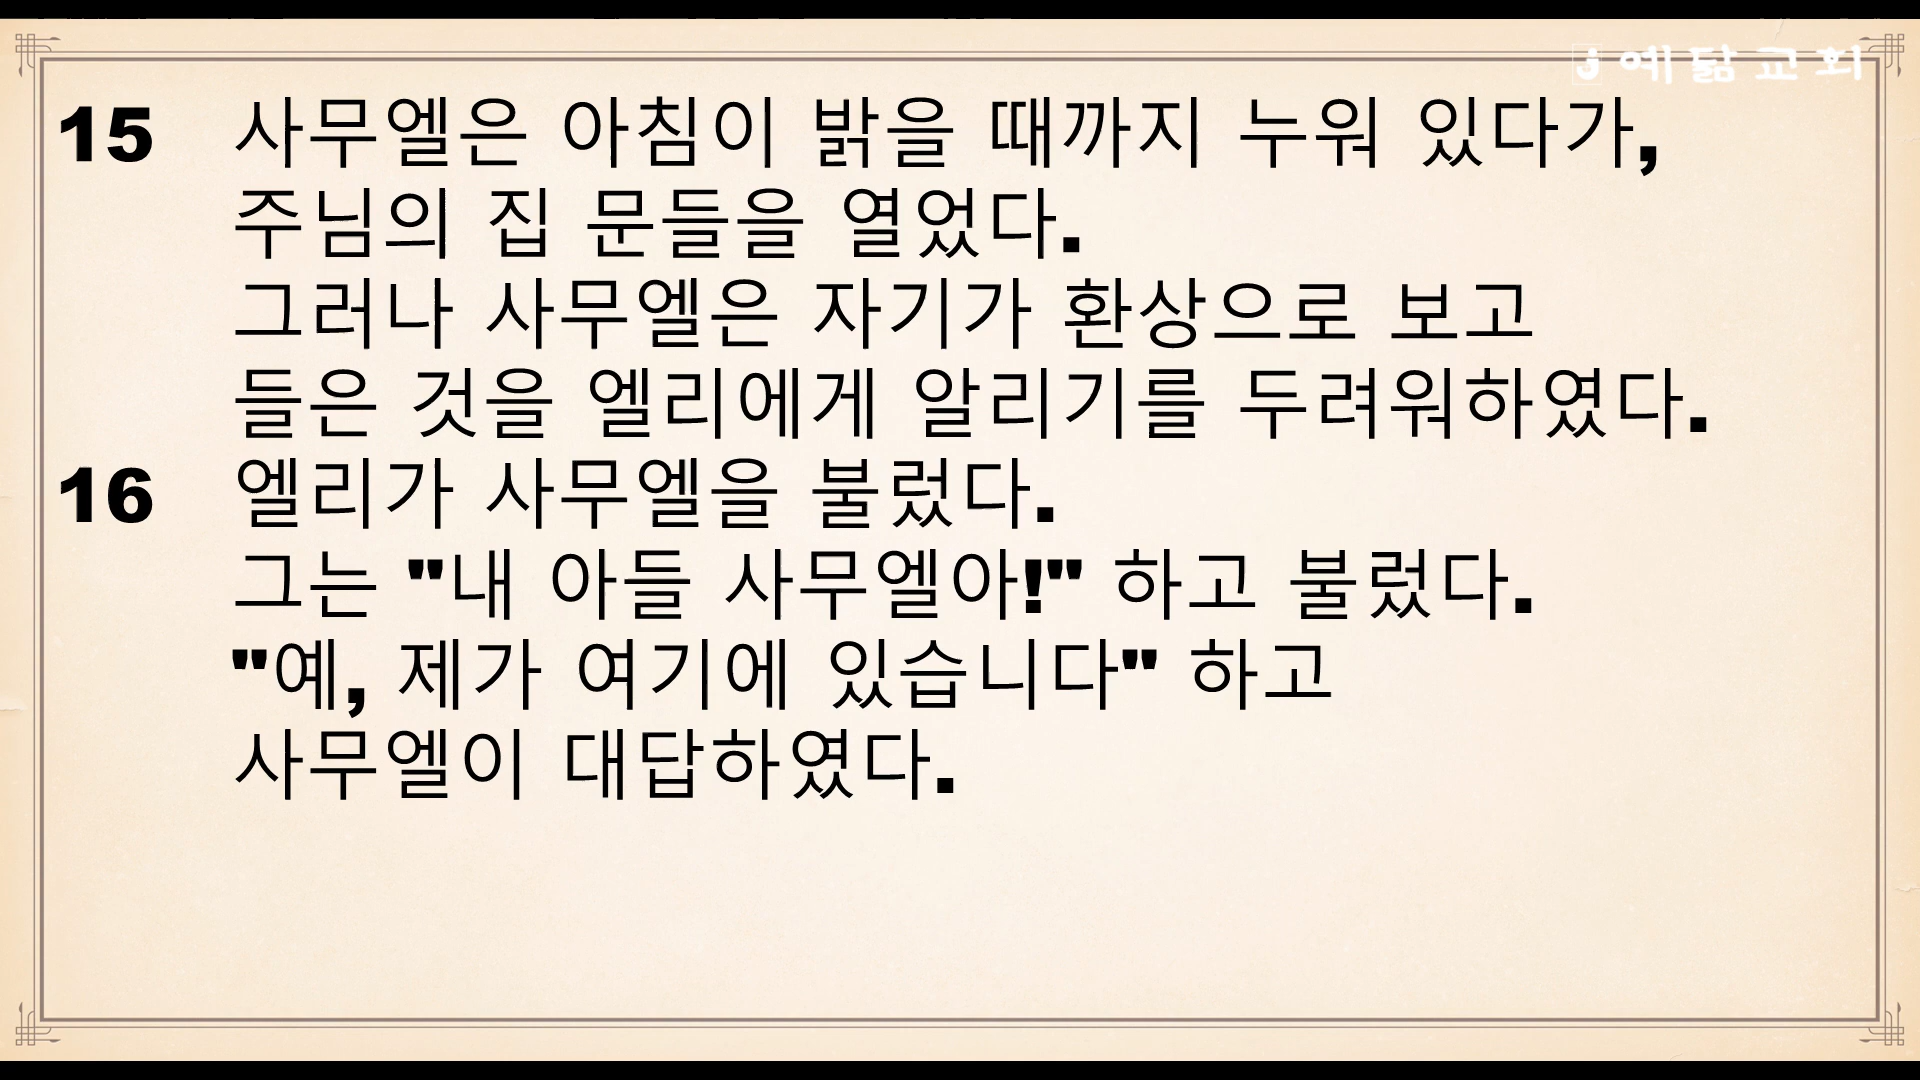 예닮교회
15 사무엘은 아침이 밝을 때까지 누워 있다가,
주님의 집 문들을 열었다.
그러나 사무엘은 자기가 환상으로 보고
들은 것을 엘리에게 알리기를 두려워하였다.
16 엘리가 사무엘을 불렀다.
그는 "내 아들 사무엘아!" 하고 불렀다.
"예, 제가 여기에 있습니다" 하고
사무엘이 대답하였다.